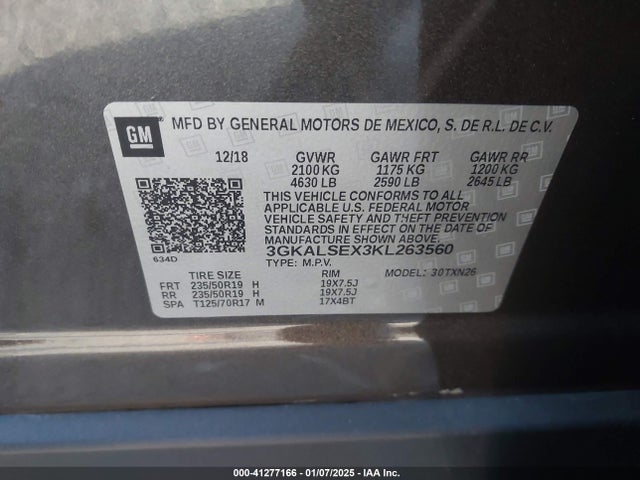 GM
MFD BY GENERAL MOTORS DE MEXICO, S. DE R.L. DE C.V.
12/18 GVWR GAWR FRT GAWR RR
2100 KG 1175 KG 1200 KG
4630 LB 2590 LB 2645 LB
THIS VEHICLE CONFORMS TO ALL
APPLICABLE U.S. FEDERAL MOTOR
VEHICLE SAFETY AND THEFT PREVENTION
STANDARDS IN EFFECT ON THE DATE OF
MANUFACTURE SHOWN ABOVE.
3GKALSEX3KL263560
634D TYPE: M.P.V.
MODEL: 30TXN26
TIRE SIZE RIM
FRT 235/50R19 H 19X7.5J
RR 235/50R19 H 19X7.5J
SPA T125/70R17 M 17X4BT
000-41277166 - 01/07/2025 - IAAI.com